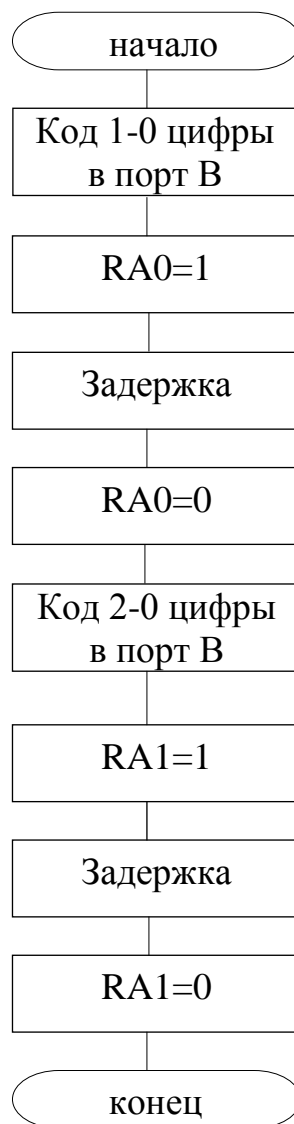 начало
Код 1-0 цифры
в порт В
RA0=1
Задержка
RA0=0
Код 2-0 цифры
в порт В
RA1=1
Задержка
RA1=0
конец